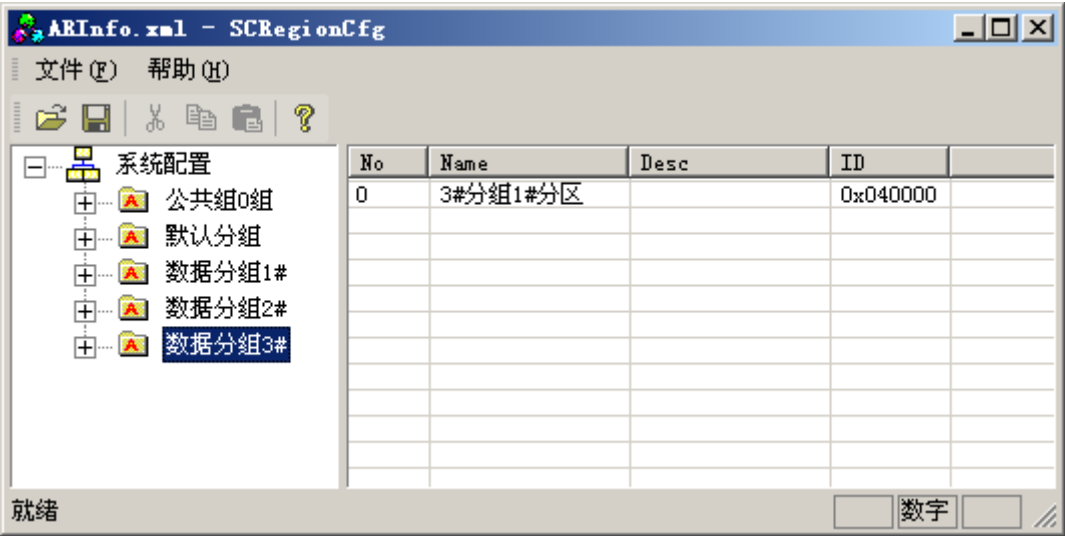 ARInfo.xml - SCRegionCfg
文件(F) 帮助(H)
系统配置
公共组0组
默认分组
数据分组1#
数据分组2#
数据分组3#
No Name Desc ID
0 3#分组1#分区 0x040000
就绪 数字